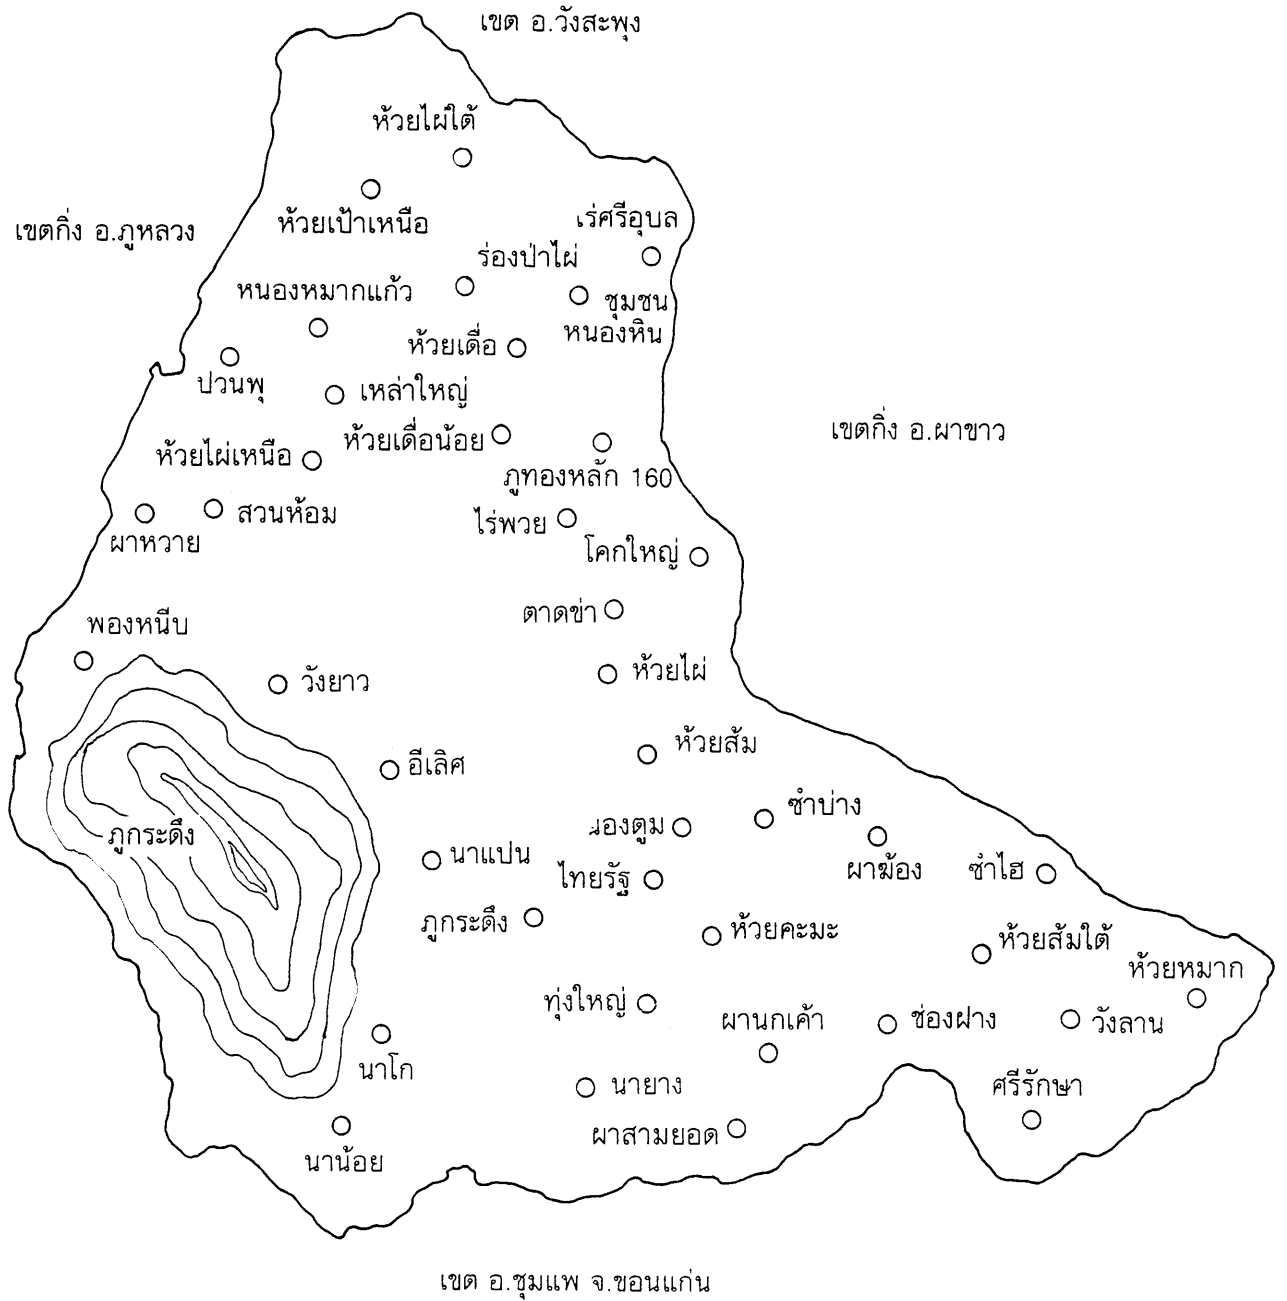 เขต อ.วังสะพุง
ห้วยไผ่ใต้
ห้วยเป้าเหนือ
เร่ศรีอุบล
เขตกิ่ง อ.ภูหลวง
ร่องป่าไผ่
หนองหมากแก้ว
ชุมชน
หนองหิน
ห้วยเดื่อ
ปวนพุ
เหล่าใหญ่
เขตกิ่ง อ.ผาขาว
ห้วยเดื่อน้อย
ห้วยไผ่เหนือ
ภูทองหลัก 160
สวนห้อม
ไร่พวย
ผาหวาย
โคกใหญ่
ตาดข่า
พองหนีบ
ห้วยไผ่
วังยาว
ห้วยส้ม
อีเลิศ
ซำบ่าง
ภูกระดึง
นาแปน
ไทยรัฐ
ผาฆ้อง
ซำไฮ
ภูกระดึง
ห้วยคะมะ
ห้วยส้มใต้
ห้วยหมาก
ทุ่งใหญ่
ผานกเค้า
ช่องฝาง
วังลาน
นาโก
นายาง
ศรีรักษา
ผาสามยอด
นาน้อย
เขต อ.ชุมแพ จ.ขอนแก่น